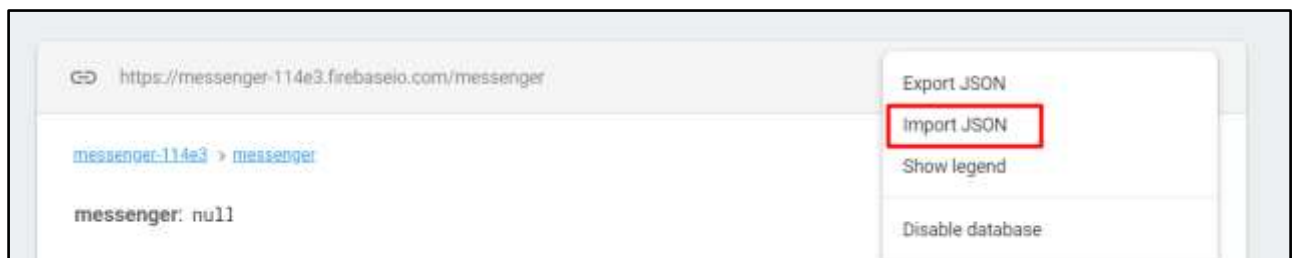 https://messenger-114e3.firebaseio.com/messenger
messenger-114e3 > messenger
messenger: null
Export JSON
Import JSON
Show legend
Disable database